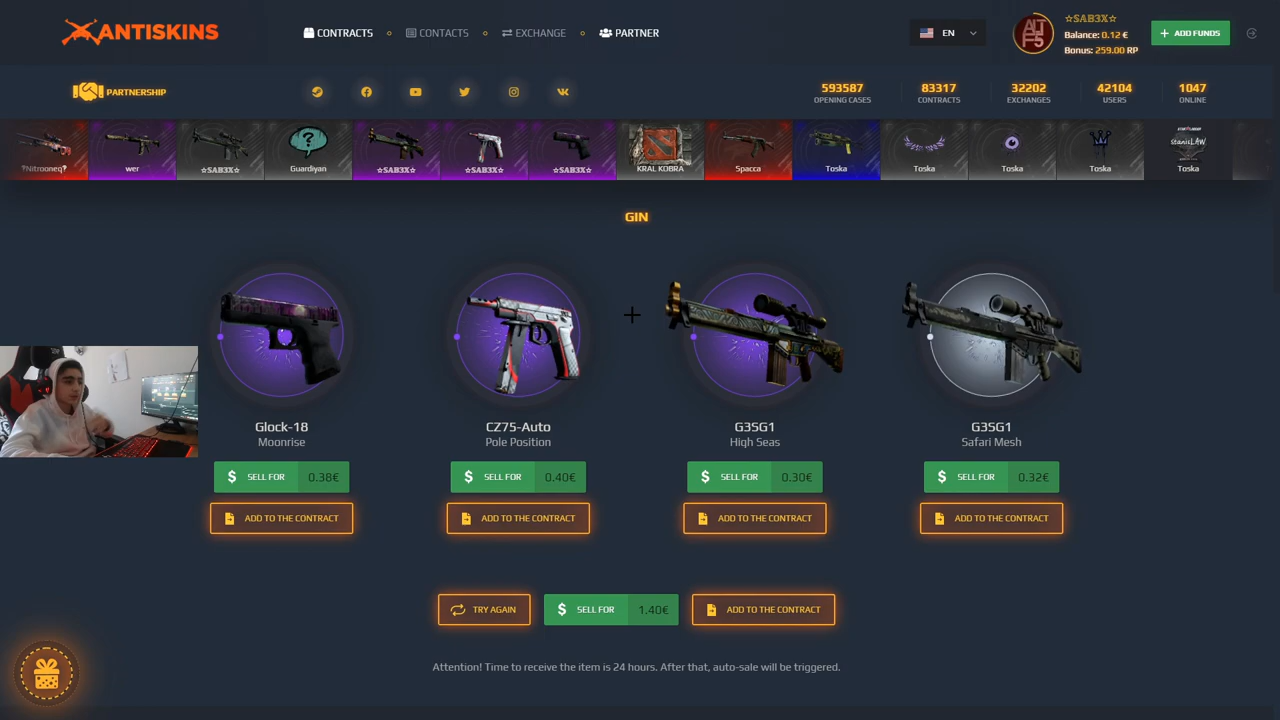 ANTISKINS
CONTRACTS
CONTACTS
EXCHANGE
PARTNER
EN
☆𝕊𝔸𝔹𝟛𝕏☆
Balance: 0.12 €
Bonus: 259.00 RP
ADD FUNDS
PARTNERSHIP
593587
OPENING CASES
83317
CONTRACTS
32202
EXCHANGES
42104
USERS
1047
ONLINE
?Nitrooneq?
wer
☆SAB3X☆
Guardiyan
☆SAB3X☆
☆SAB3X☆
☆SAB3X☆
KRAL KOBRA
Spacca
Toska
Toska
Toska
Toska
Toska
GIN
Glock-18
Moonrise
SELL FOR 0.38€
ADD TO THE CONTRACT
CZ75-Auto
Pole Position
SELL FOR 0.40€
ADD TO THE CONTRACT
G3SG1
High Seas
SELL FOR 0.30€
ADD TO THE CONTRACT
G3SG1
Safari Mesh
SELL FOR 0.32€
ADD TO THE CONTRACT
TRY AGAIN
SELL FOR 1.40€
ADD TO THE CONTRACT
Attention! Time to receive the item is 24 hours. After that, auto-sale will be triggered.